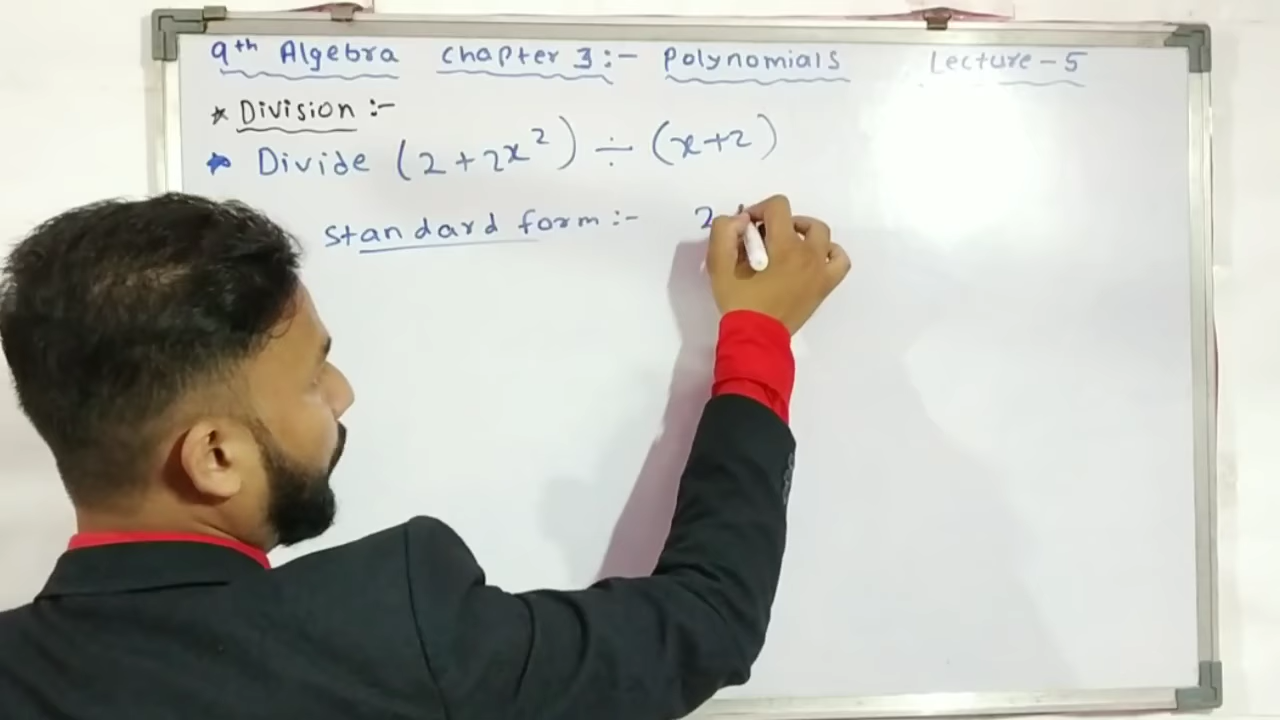 9th Algebra Chapter 3:- Polynomials Lecture - 5
* Division :-
* Divide (2+2x²) ÷ (x+2)
standard form :- 2